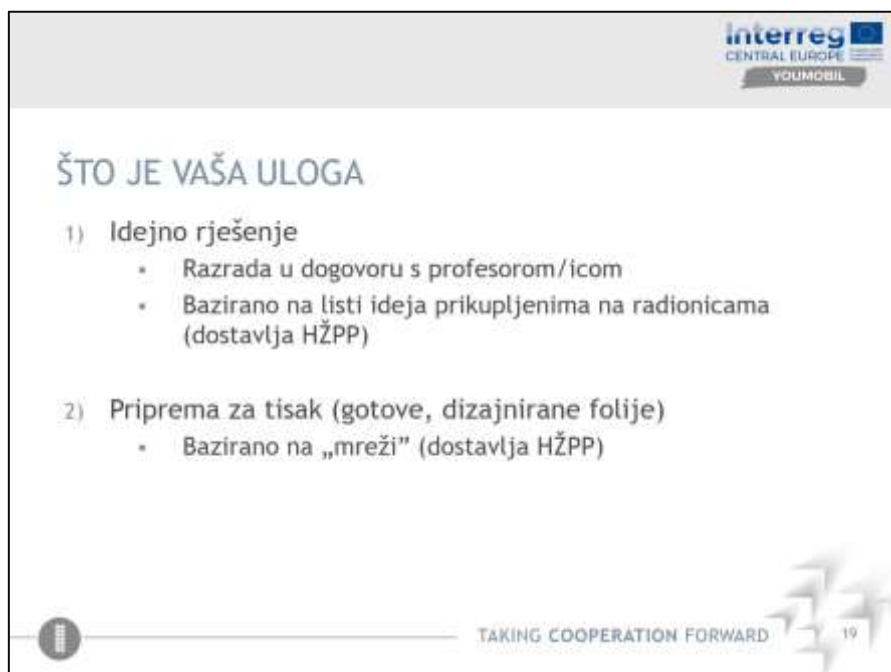 Interreg
CENTRAL EUROPE
YOUMOBIL
ŠTO JE VAŠA ULOGA
1) Idejno rješenje
▪ Razrada u dogovoru s profesorom/icom
▪ Bazirano na listi ideja prikupljenima na radionicama
(dostavlja HŽPP)
2) Priprema za tisak (gotove, dizajnirane folije)
▪ Bazirano na „mreži” (dostavlja HŽPP)
TAKING COOPERATION FORWARD
19